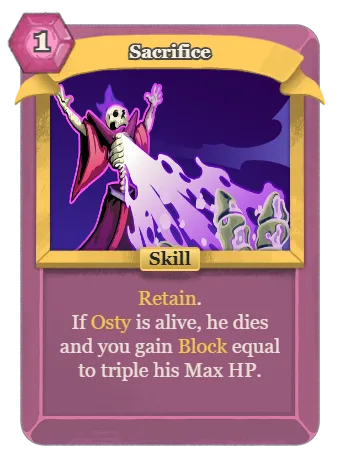 1
Sacrifice
Skill
Retain.
If Osty is alive, he dies
and you gain Block equal
to triple his Max HP.